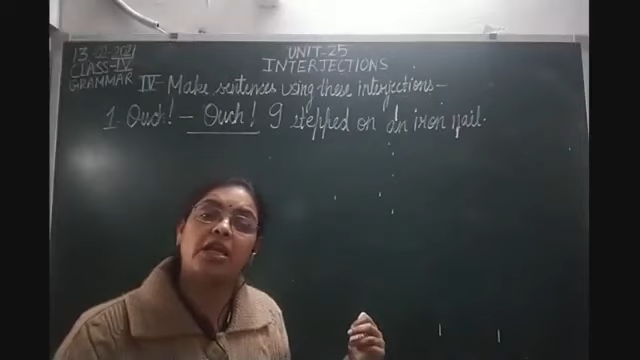 13-02-2021
CLASS-IV
GRAMMAR
UNIT-25
INTERJECTIONS
IV- Make sentences using these interjections-
1. Ouch! - Ouch! I stepped on an iron nail.